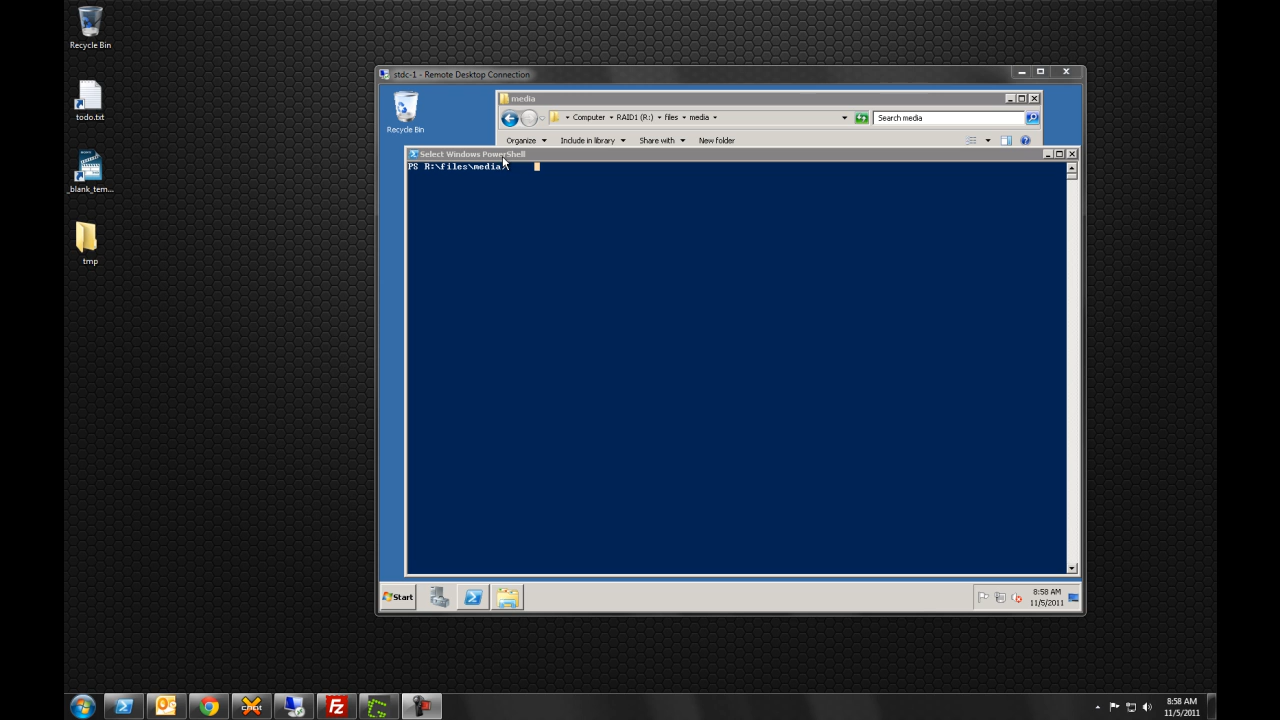 Recycle Bin
todo.txt
_blank_tem...
tmp
stdc-1 - Remote Desktop Connection
Recycle Bin
media
Computer RAID1 (R:) files media
Search media
Organize Include in library Share with New folder
Select Windows PowerShell
PS R:\files\media
Start
8:58 AM
11/5/2011
FZ
8:58 AM
11/5/2011